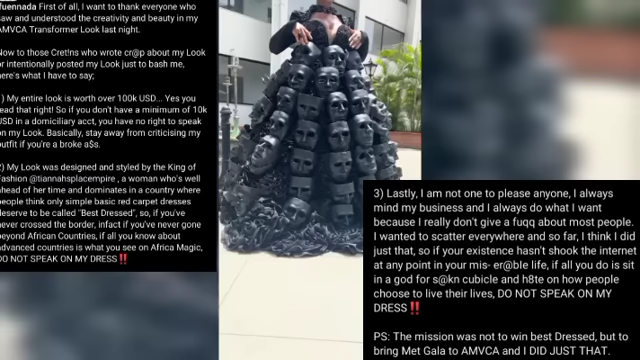 fuennada First of all, I want to thank everyone who
saw and understood the creativity and beauty in my
AMVCA Transformer Look last night.
Now to those Cret!ns who wrote cr@p about my Look
or intentionally posted my Look just to bash me,
here's what I have to say;
) My entire look is worth over 100k USD... Yes you
read that right! So if you don't have a minimum of 10k
USD in a domiciliary acct, you have no right to speak
on my Look. Basically, stay away from criticising my
outfit if you're a broke a$s.
2) My Look was designed and styled by the King of
Fashion @tiannahsplacempire , a woman who's well
ahead of her time and dominates in a country where
people think only simple basic red carpet dresses
deserve to be called "Best Dressed", so, if you've
never crossed the border, infact if you've never gone
beyond African Countries, if all you know about
advanced countries is what you see on Africa Magic,
DO NOT SPEAK ON MY DRESS‼️
3) Lastly, I am not one to please anyone, I always
mind my business and I always do what I want
because I really don't give a fuqq about most people.
I wanted to scatter everywhere and so far, I think I did
just that, so if your existence hasn't shook the internet
at any point in your mis- er@ble life, if all you do is sit
in a god for s@kn cubicle and h8te on how people
choose to live their lives, DO NOT SPEAK ON MY
DRESS‼️
PS: The mission was not to win best Dressed, but to
bring Met Gala to AMVCA and I DID JUST THAT.